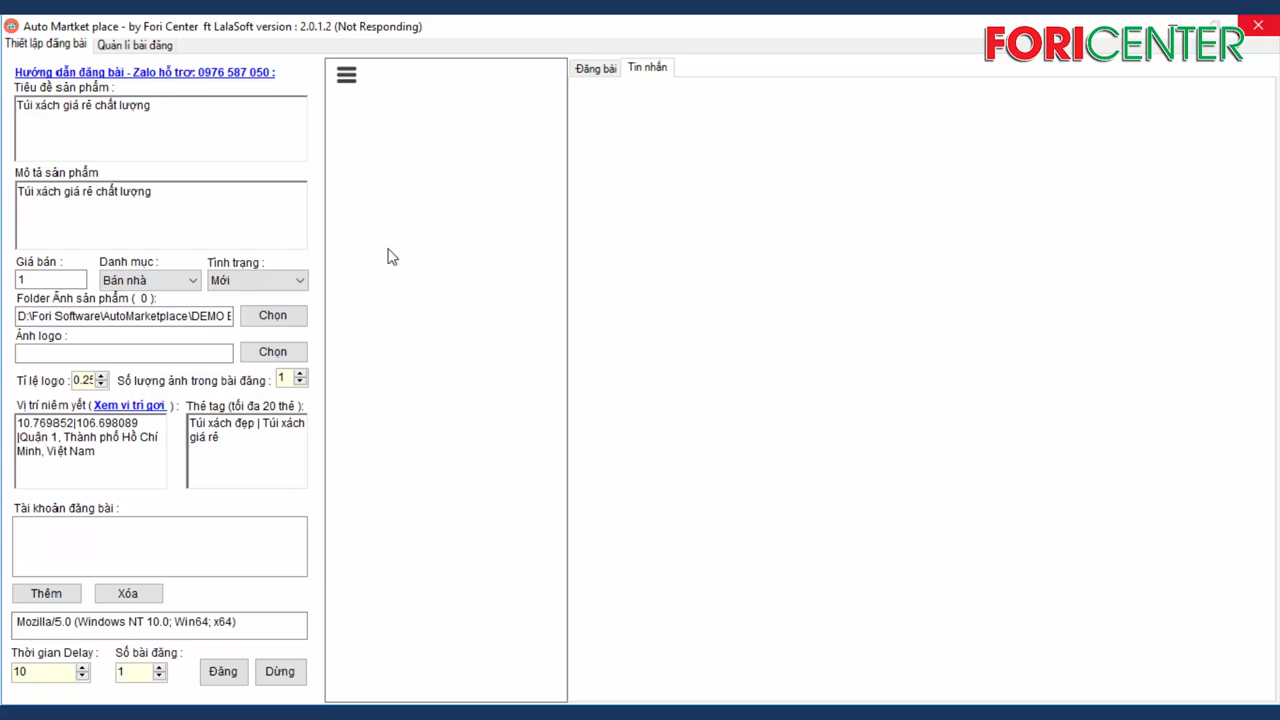 Auto Martket place - by Fori Center ft LalaSoft version : 2.0.1.2 (Not Responding)
FORICENTER
Thiết lập đăng bài
Quản lí bài đăng
Hướng dẫn đăng bài - Zalo hỗ trơ: 0976 587 050 :
Tiêu đề sản phẩm :
Túi xách giá rẻ chất lượng
Mô tả sản phẩm
Túi xách giá rẻ chất lượng
Giá bán :
Danh mục :
Tình trạng :
1
Bán nhà
Mới
Folder Ảnh sản phẩm ( 0 ):
D:\Fori Software\AutoMarketplace\DEMO
Chọn
Ảnh logo :
Chọn
Tỉ lệ logo :
Số lượng ảnh trong bài đăng :
1
Vị trí niêm yết ( Xem vị trí gơi ) :
Thẻ tag (tối đa 20 thẻ ):
10.769852|106.698089
|Quận 1, Thành phố Hồ Chí
Minh, Việt Nam
Túi xách đẹp | Túi xách
giá rẻ
Tài khoản đăng bài :
Thêm
Xóa
Mozilla/5.0 (Windows NT 10.0; Win64; x64)
Thời gian Delay :
Số bài đăng :
10
1
Đăng
Dừng
Đăng bài
Tin nhắn